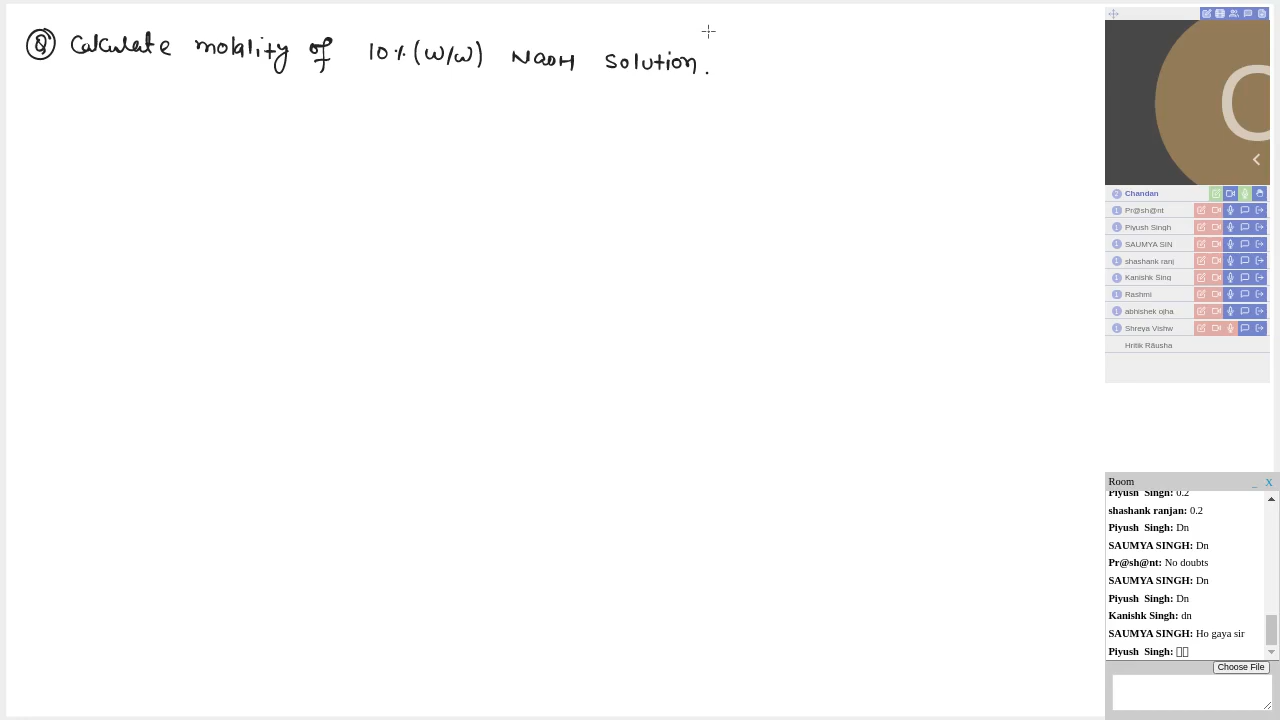 Q Calculate molality of 10% (w/w) NaOH solution.
Chandan
Pr@sh@nt
Piyush Singh
SAUMYA SIN
shashank ranj
Kanishk Sing
Rashmi
abhishek ojha
Shreya Vishw
Hritik Räusha
Room _ X
Piyush Singh: 0.2
shashank ranjan: 0.2
Piyush Singh: Dn
SAUMYA SINGH: Dn
Pr@sh@nt: No doubts
SAUMYA SINGH: Dn
Piyush Singh: Dn
Kanishk Singh: dn
SAUMYA SINGH: Ho gaya sir
Piyush Singh:
Choose File